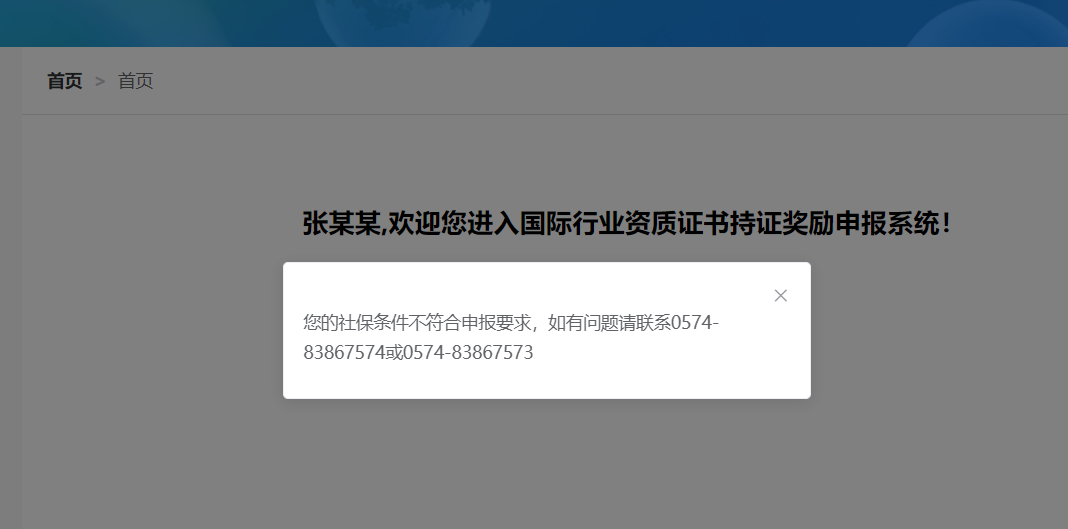 首页 > 首页
张某某,欢迎您进入国际行业资质证书持证奖励申报系统！
您的社保条件不符合申报要求，如有问题请联系0574-
83867574或0574-83867573